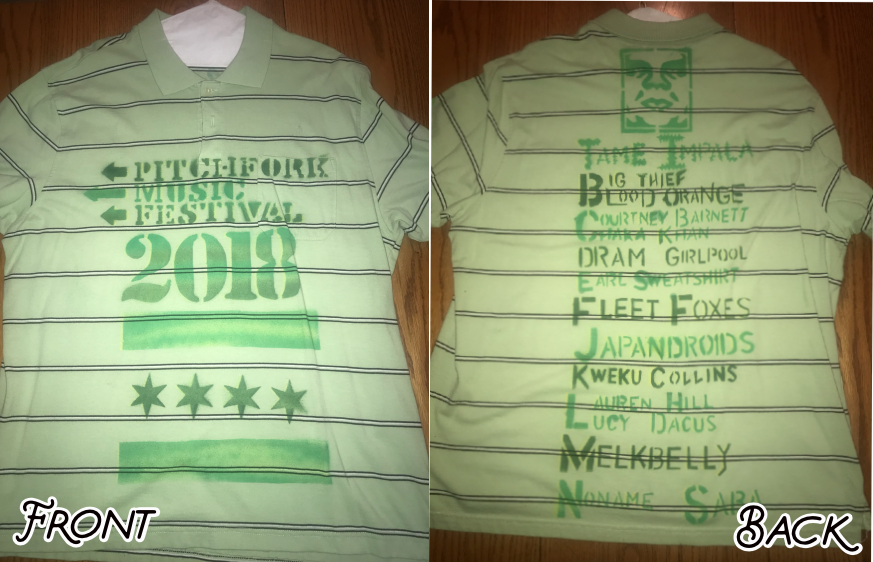 PITCHFORK
MUSIC
FESTIVAL
2018
FRONT
TAME IMPALA
BIG THIEF
BLOOD ORANGE
COURTNEY BARNETT
CHAKA KHAN
DRAM GIRLPOOL
EARL SWEATSHIRT
FLEET FOXES
JAPANDROIDS
KWEKU COLLINS
LAUREN HILL
LUCY DACUS
MELKBELLY
NONAME SABA
BACK